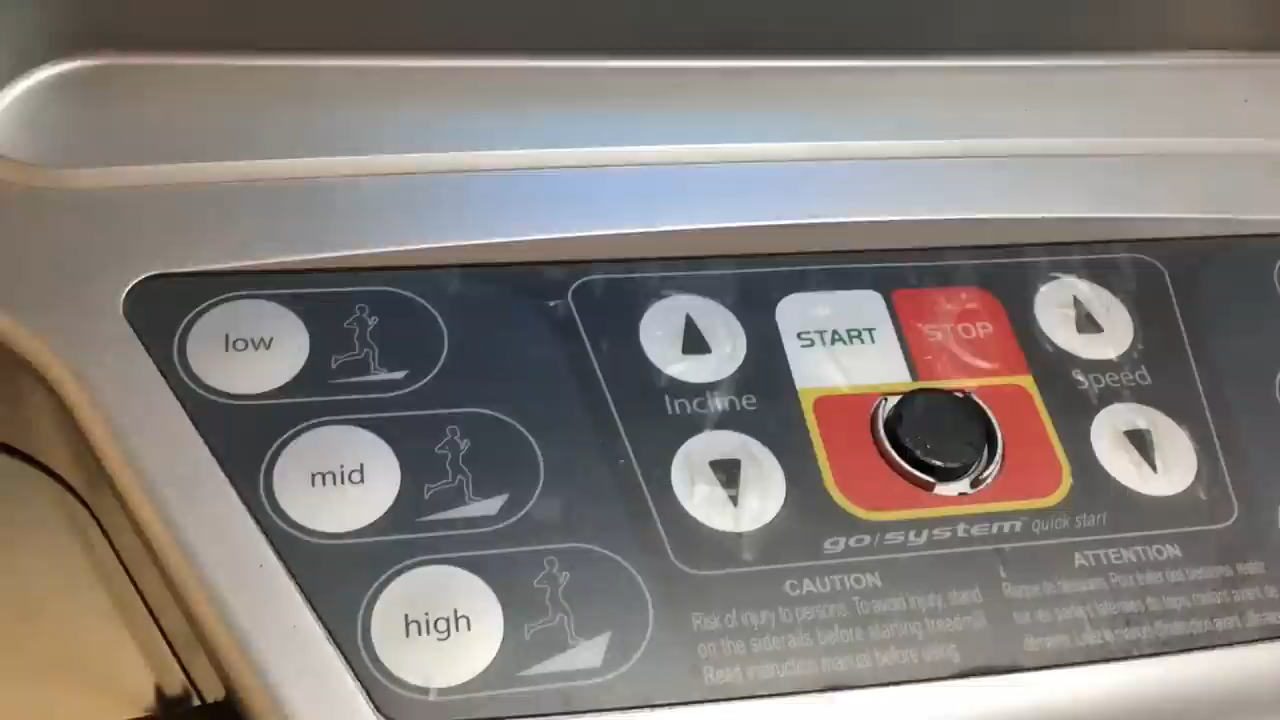 low
mid
high
Incline
START
STOP
Speed
go/system™ quick start
CAUTION
Risk of injury to persons. To avoid injury, stand
on the siderails before starting treadmill
Read instruction manual before using.
ATTENTION